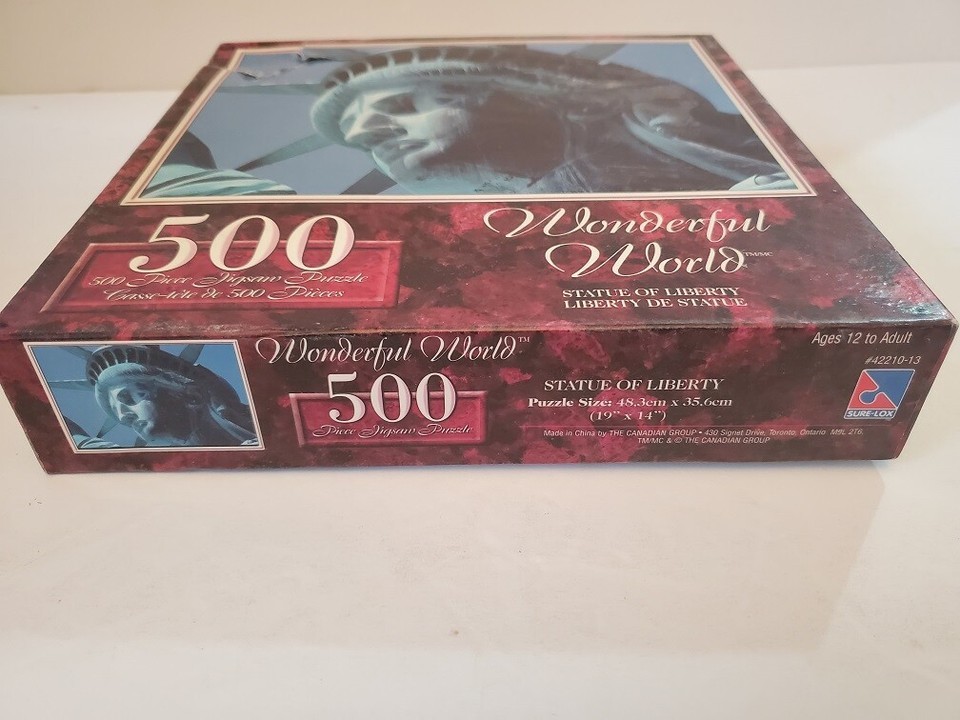 500
500 Piece Jigsaw Puzzle
Casse-tête de 500 Pièces
Wonderful
World TM/MC
STATUE OF LIBERTY
LIBERTY DE STATUE
Wonderful World™
500
Piece Jigsaw Puzzle
STATUE OF LIBERTY
Puzzle Size: 48.3cm x 35.6cm
(19" x 14")
Made in China by THE CANADIAN GROUP • 430 Signet Drive, Toronto, Ontario M9L 2T6,
TM/MC & © THE CANADIAN GROUP
Ages 12 to Adult
#42210-13
SURE-LOX